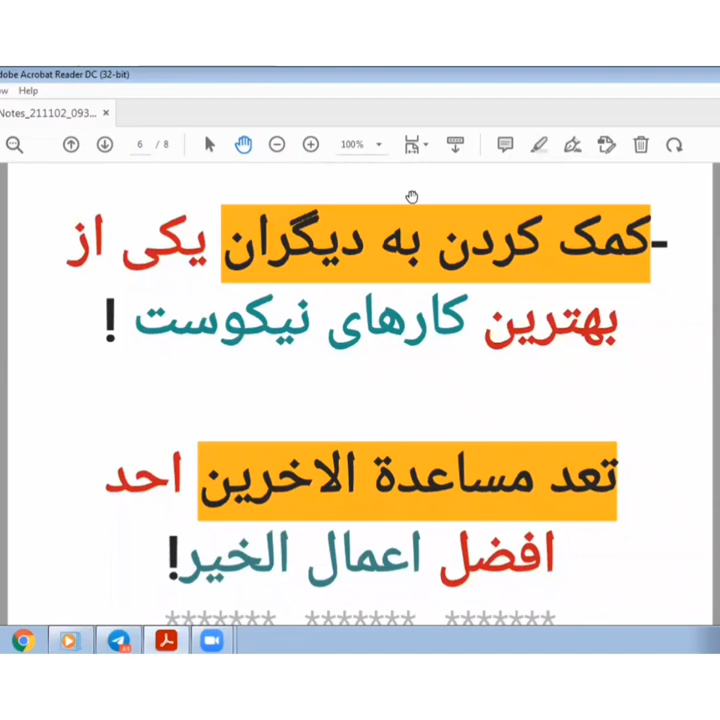 dobe Acrobat Reader DC (32-bit)
ow Help
Notes_211102_093... ×
6 / 8 100%
-کمک کردن به دیگران یکی از
بهترین کارهای نیکوست !
تعد مساعدة الاخرين احد
افضل اعمال الخير!
******* ******* *******